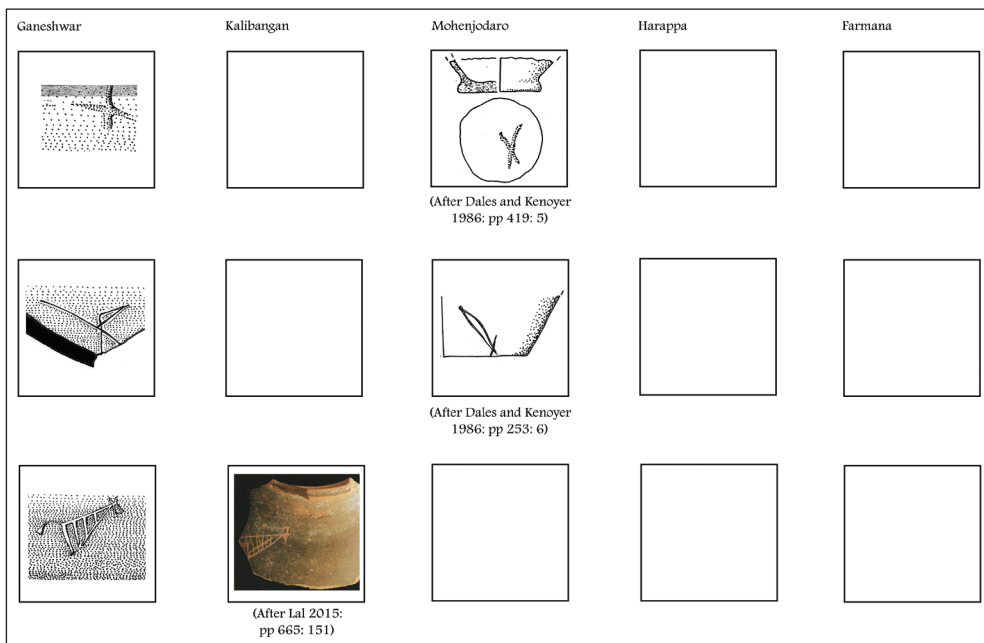 Ganeshwar
Kalibangan
Mohenjodaro
Harappa
Farmana
(After Dales and Kenoyer
1986: pp 419: 5)
(After Dales and Kenoyer
1986: pp 253: 6)
(After Lal 2015:
pp 665: 151)